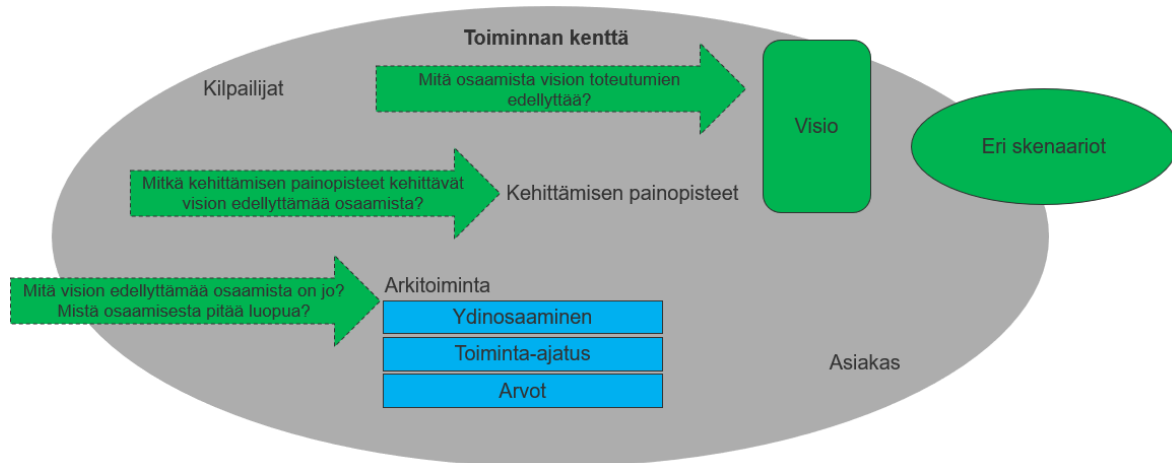 Toiminnan kenttä
Kilpailijat
Mitä osaamista vision toteutumien
edellyttää?
Visio
Eri skenaariot
Mitkä kehittämisen painopisteet kehittävät
vision edellyttämää osaamista?
Kehittämisen painopisteet
Mitä vision edellyttämää osaamista on jo?
Mistä osaamisesta pitää luopua?
Arkitoiminta
Ydinosaaminen
Toiminta-ajatus
Arvot
Asiakas